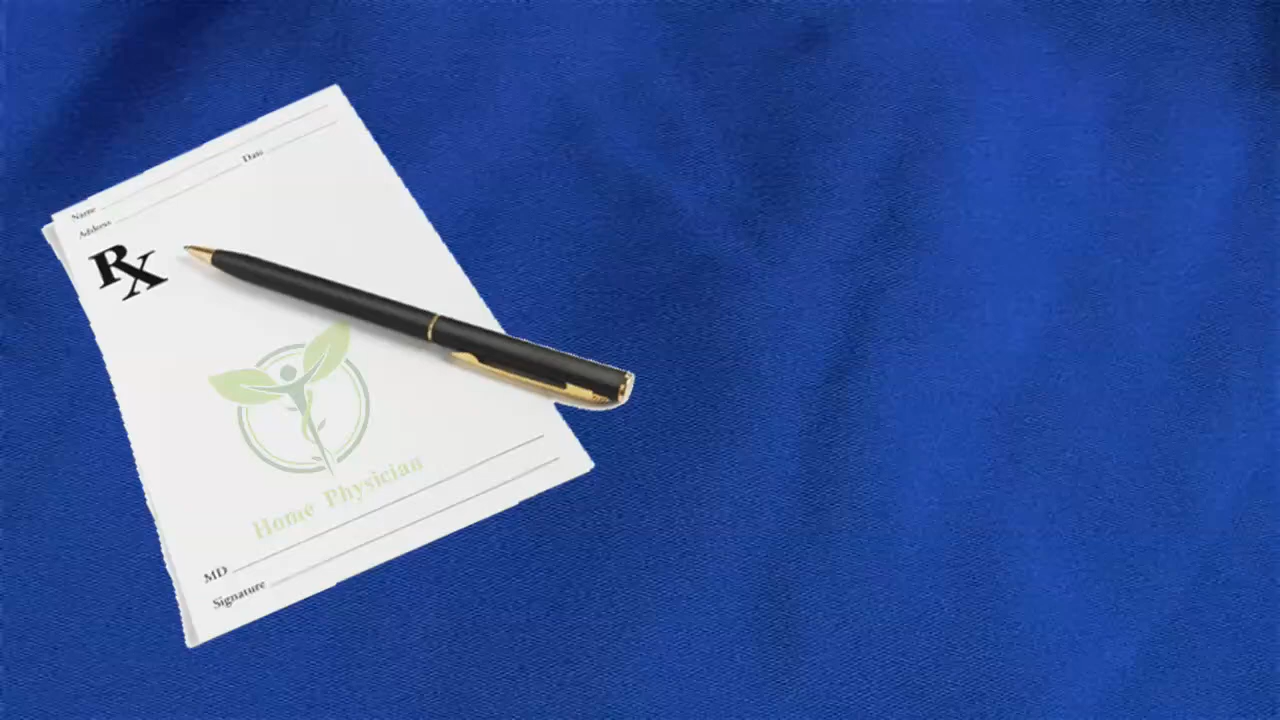 Name
Address Date
Rx
Home Physician
MD
Signature